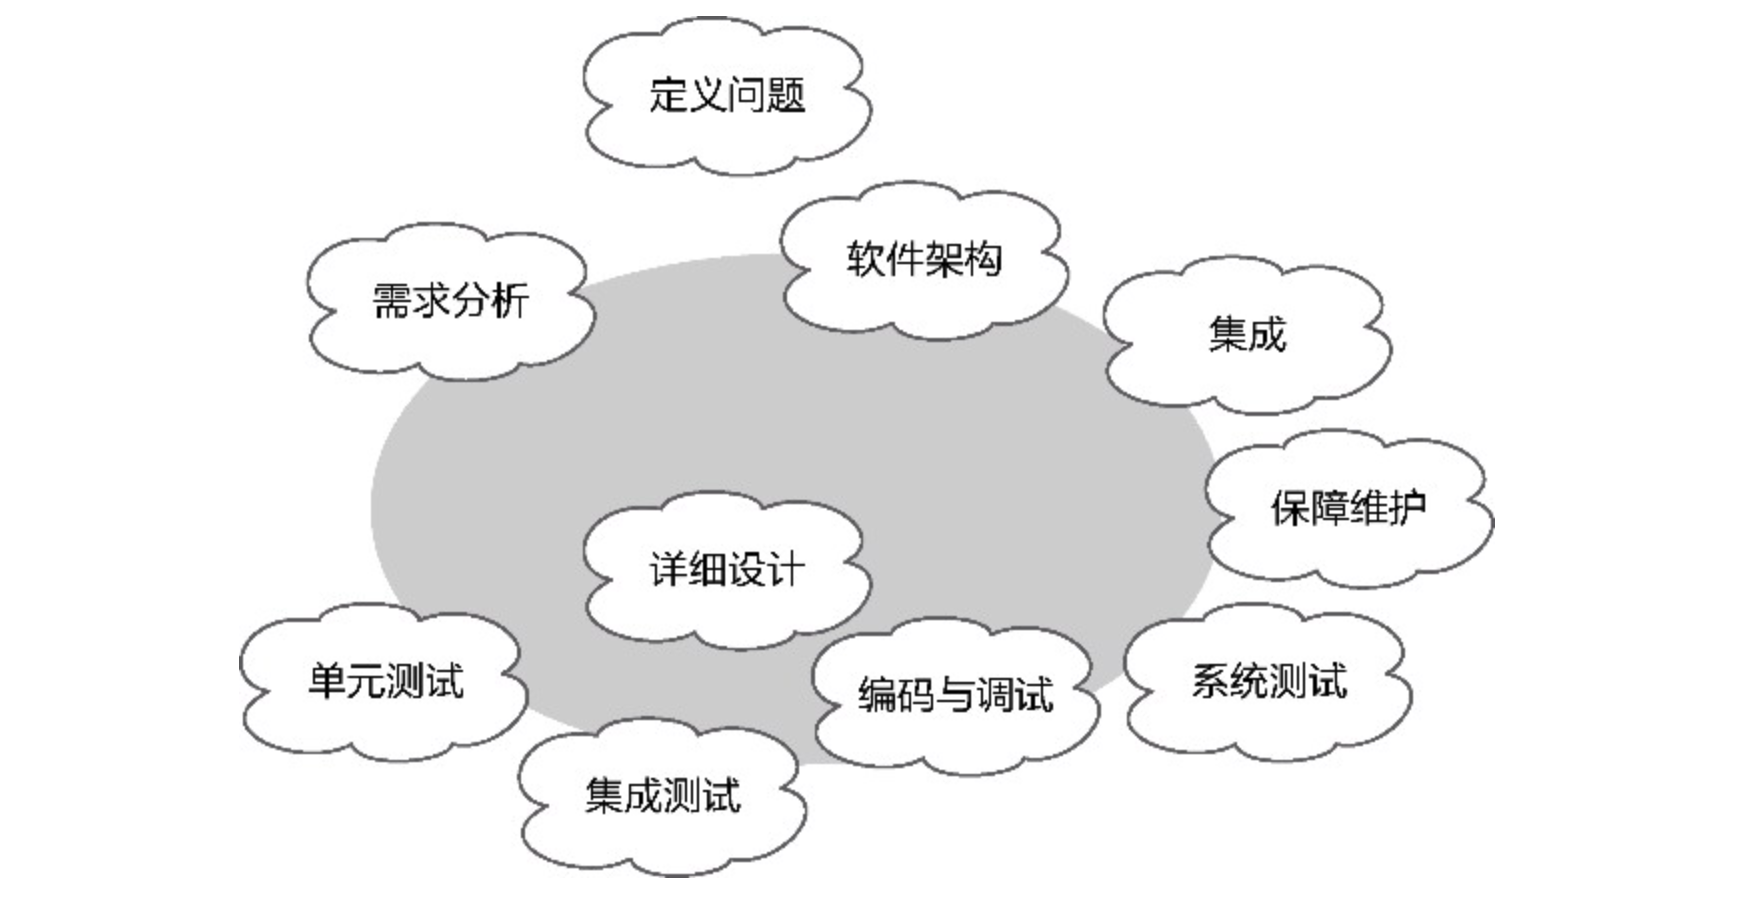 定义问题
软件架构
需求分析
集成
保障维护
详细设计
单元测试
编码与调试
系统测试
集成测试